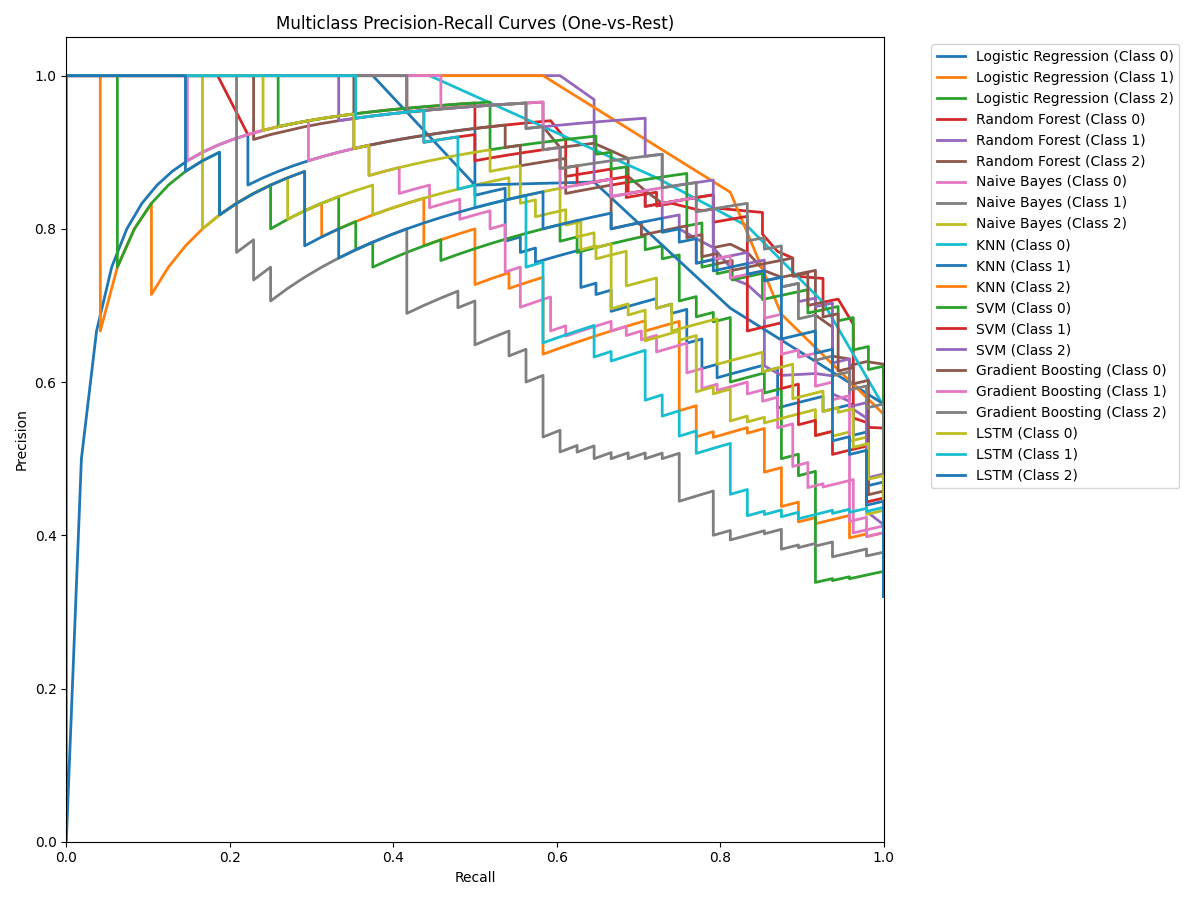 Multiclass Precision-Recall Curves (One-vs-Rest)
Precision
1.0
0.8
0.6
0.4
0.2
0.0
0.0 0.2 0.4 0.6 0.8 1.0
Recall
Logistic Regression (Class 0)
Logistic Regression (Class 1)
Logistic Regression (Class 2)
Random Forest (Class 0)
Random Forest (Class 1)
Random Forest (Class 2)
Naive Bayes (Class 0)
Naive Bayes (Class 1)
Naive Bayes (Class 2)
KNN (Class 0)
KNN (Class 1)
KNN (Class 2)
SVM (Class 0)
SVM (Class 1)
SVM (Class 2)
Gradient Boosting (Class 0)
Gradient Boosting (Class 1)
Gradient Boosting (Class 2)
LSTM (Class 0)
LSTM (Class 1)
LSTM (Class 2)